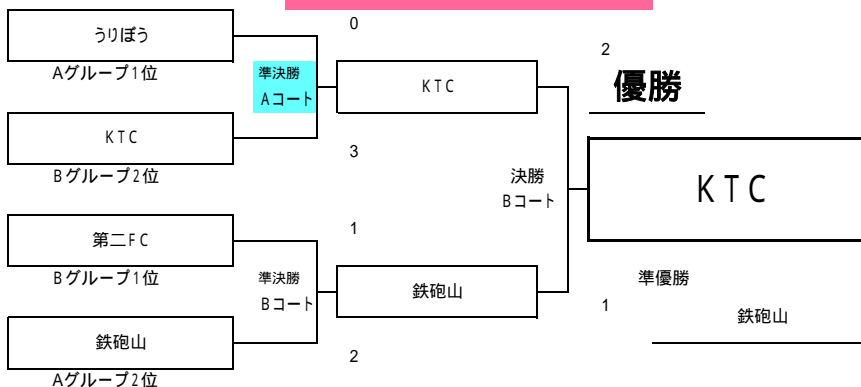 0
うりぼう
2
Aグループ1位
準決勝
Aコート
KTC
優勝
KTC
3
Bグループ2位
決勝
Bコート
KTC
第二FC
1
Bグループ1位
準決勝
Bコート
鉄砲山
準優勝
1
鉄砲山
鉄砲山
2
Aグループ2位